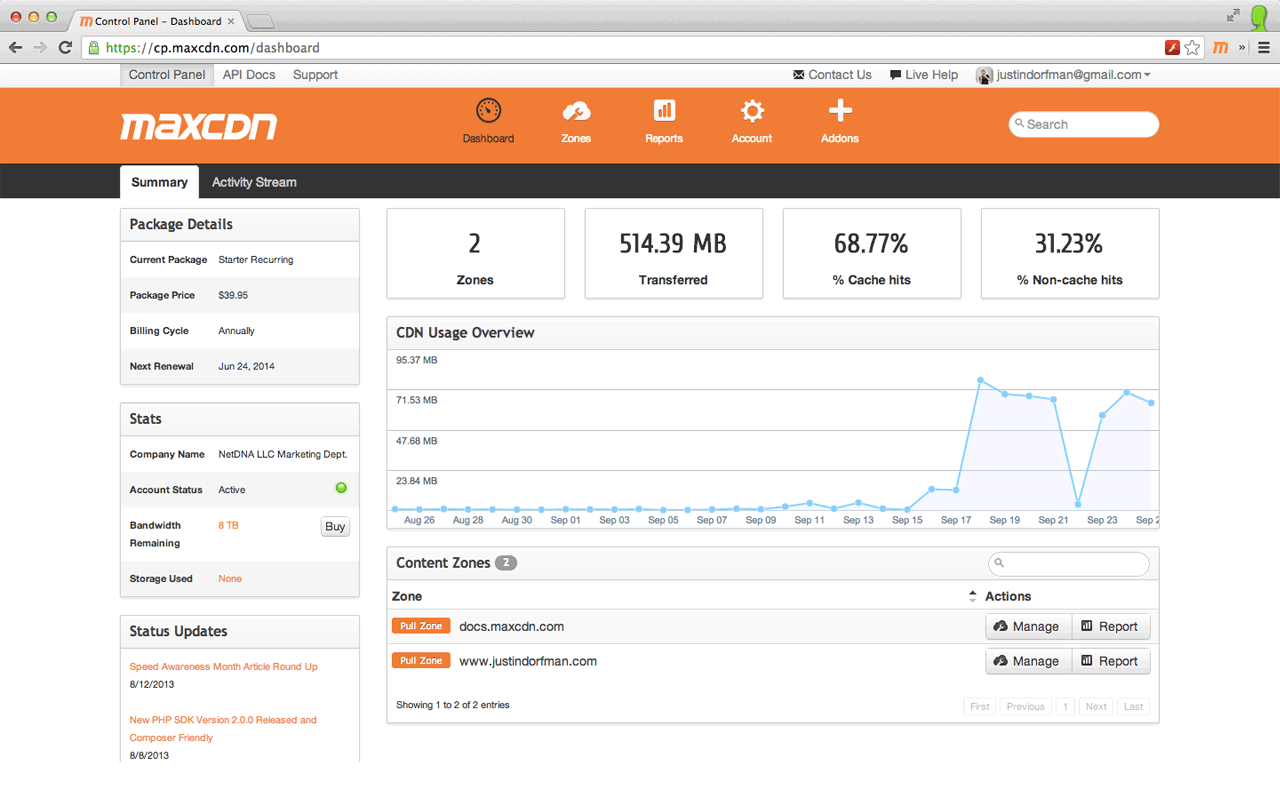 Control Panel – Dashboard
https://cp.maxcdn.com/dashboard
Control Panel API Docs Support Contact Us Live Help justindorfman@gmail.com
maxcdn
Dashboard Zones Reports Account Addons Search
Summary Activity Stream
Package Details
Current Package Starter Recurring
Package Price $39.95
Billing Cycle Annually
Next Renewal Jun 24, 2014
Stats
Company Name NetDNA LLC Marketing Dept.
Account Status Active
Bandwidth Remaining 8 TB Buy
Storage Used None
Status Updates
Speed Awareness Month Article Round Up
8/12/2013
New PHP SDK Version 2.0.0 Released and
Composer Friendly
8/8/2013
2 514.39 MB 68.77% 31.23%
Zones Transferred % Cache hits % Non-cache hits
CDN Usage Overview
95.37 MB
71.53 MB
47.68 MB
23.84 MB
Aug 26 Aug 28 Aug 30 Sep 01 Sep 03 Sep 05 Sep 07 Sep 09 Sep 11 Sep 13 Sep 15 Sep 17 Sep 19 Sep 21 Sep 23 Sep 2
Content Zones 2
Zone Actions
Pull Zone docs.maxcdn.com Manage Report
Pull Zone www.justindorfman.com Manage Report
Showing 1 to 2 of 2 entries First Previous 1 Next Last